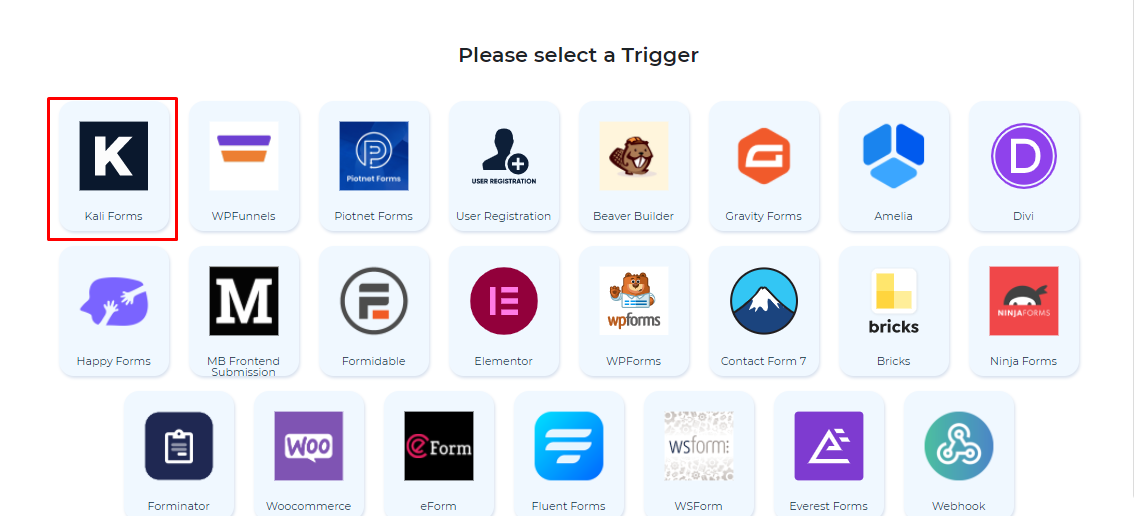 Please select a Trigger
K
Piotnet Forms
USER REGISTRATION
D
Kali Forms
WPFunnels
Piotnet Forms
User Registration
Beaver Builder
Gravity Forms
Amelia
Divi
M
wpforms
bricks
NINJAFORMS
Happy Forms
MB Frontend
Submission
Formidable
Elementor
WPForms
Contact Form 7
Bricks
Ninja Forms
Woo
eForm
wsform
Forminator
Woocommerce
eForm
Fluent Forms
WSForm
Everest Forms
Webhook